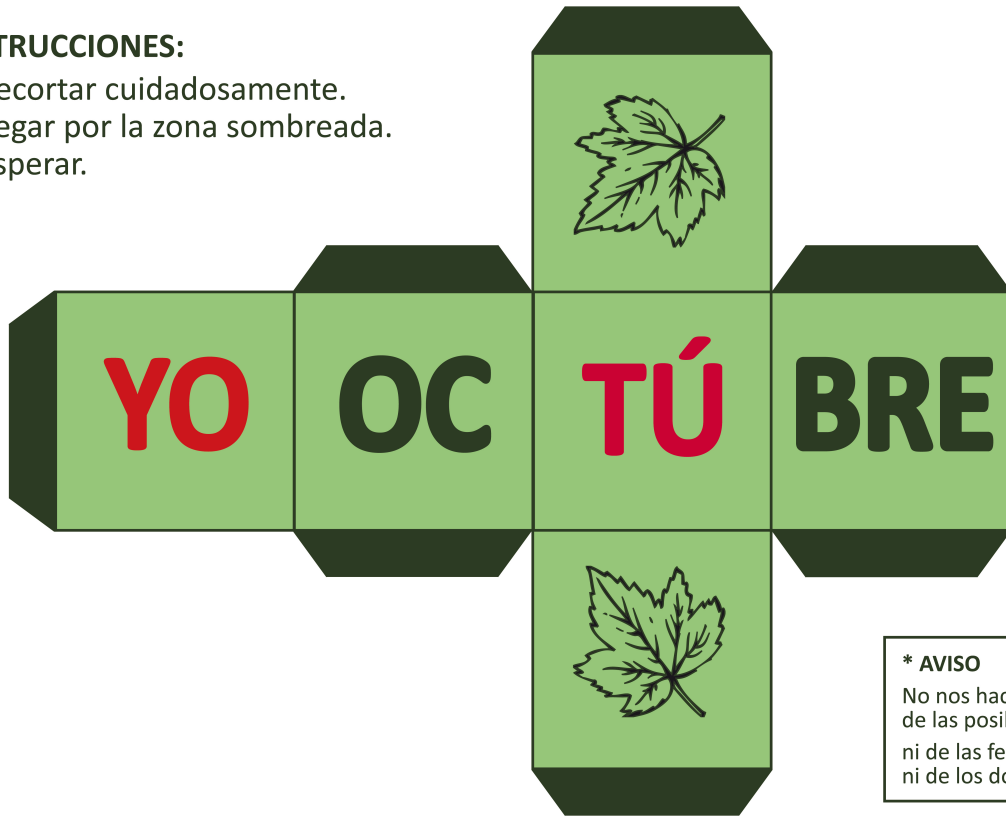 TRUCCIONES:
ecortar cuidadosamente.
egar por la zona sombreada.
sperar.
YO OC TÚ BRE
* AVISO
No nos hac
de las posi
ni de las fe
ni de los do